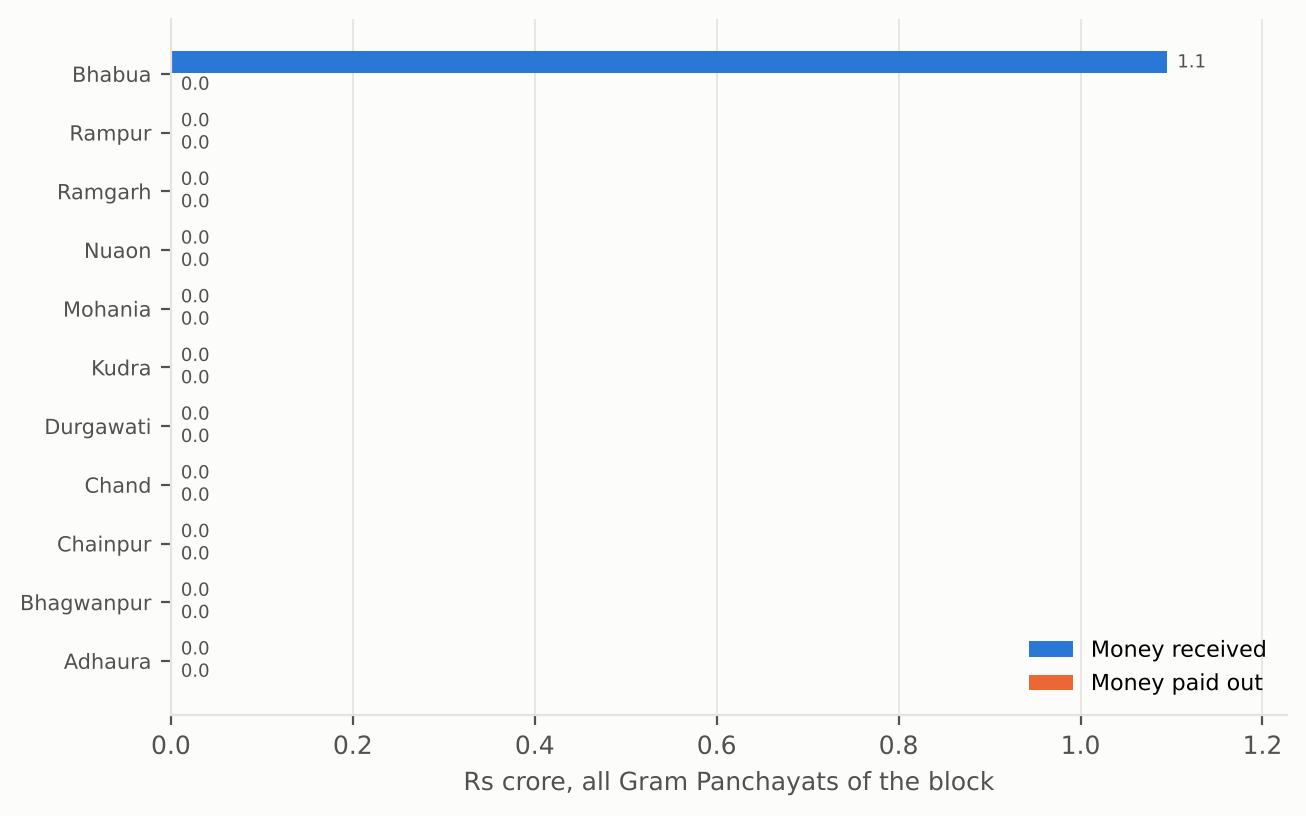 Bhabua
1.1
0.0
Rampur
0.0
0.0
Ramgarh
0.0
0.0
Nuaon
0.0
0.0
Mohania
0.0
0.0
Kudra
0.0
0.0
Durgawati
0.0
0.0
Chand
0.0
0.0
Chainpur
0.0
0.0
Bhagwanpur
0.0
0.0
Adhaura
0.0
0.0
Money received
Money paid out
0.0 0.2 0.4 0.6 0.8 1.0 1.2
Rs crore, all Gram Panchayats of the block